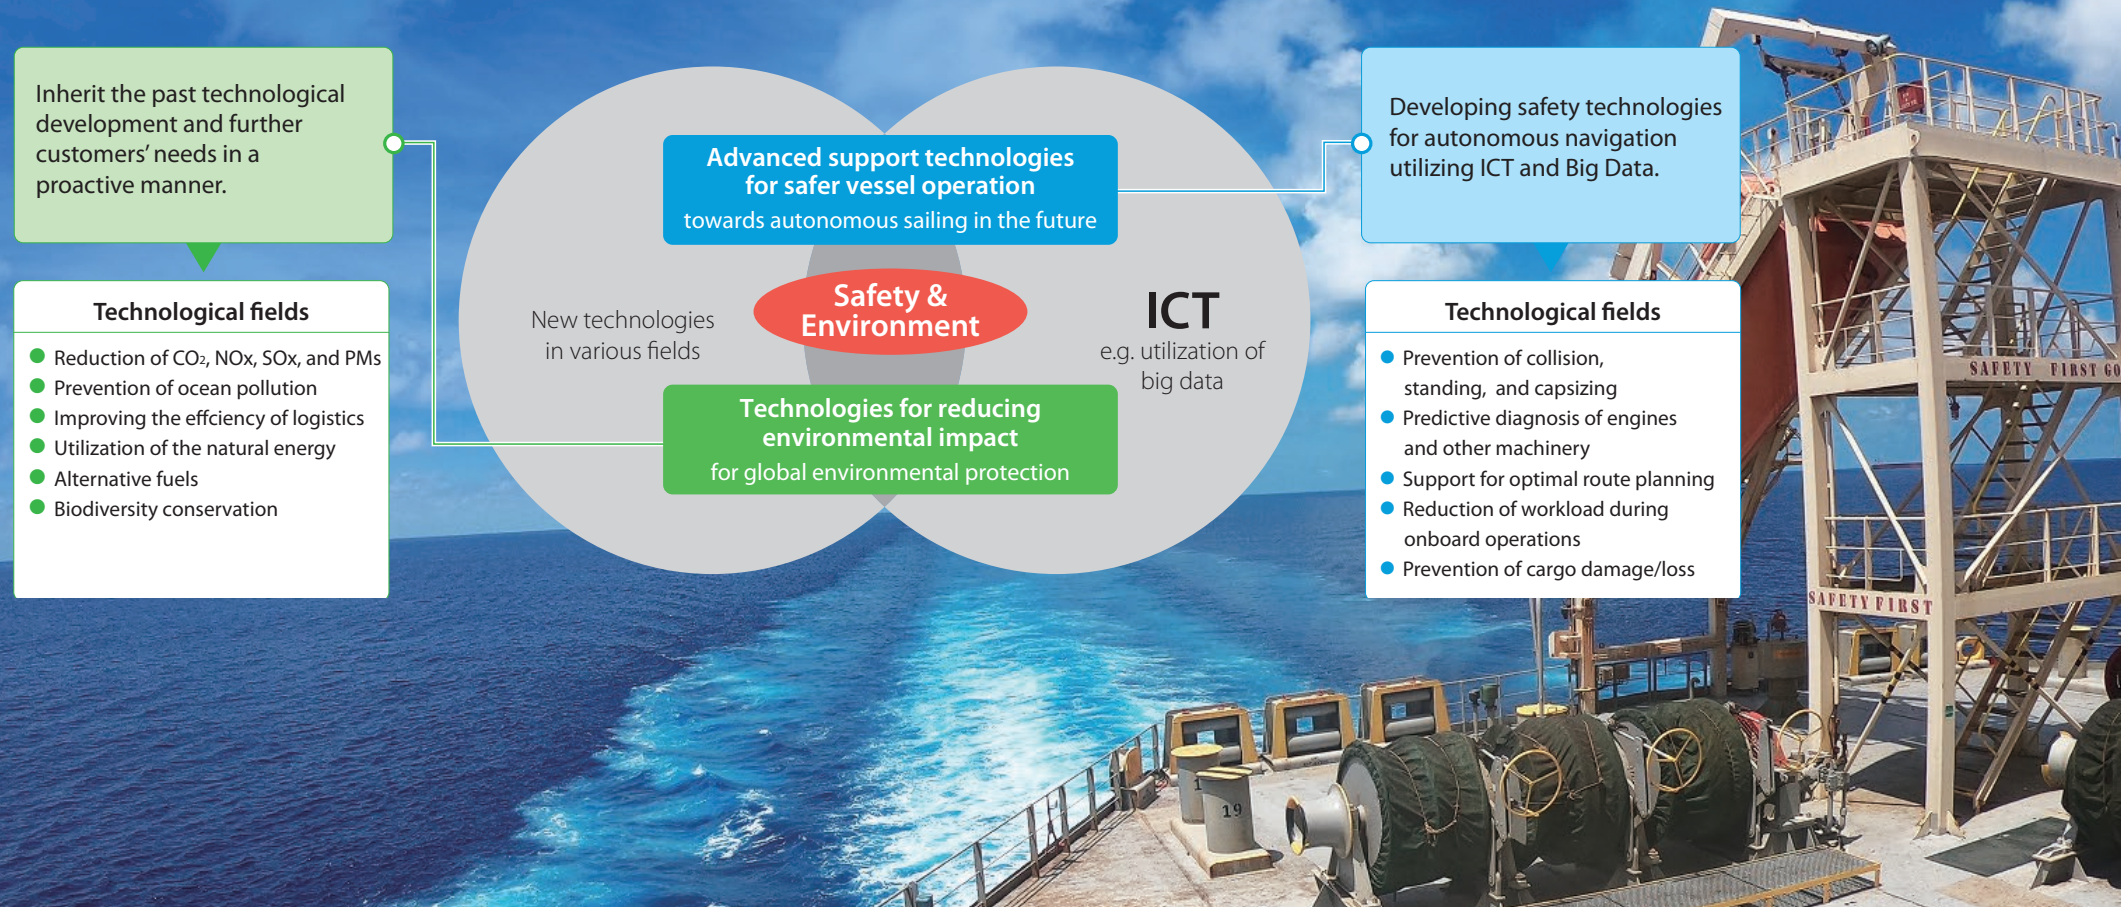 Inherit the past technological
development and further
customers’ needs in a
proactive manner.
Technological fields
Reduction of CO2, NOx, SOx, and PMs
Prevention of ocean pollution
Improving the effciency of logistics
Utilization of the natural energy
Alternative fuels
Biodiversity conservation
New technologies
in various fields
Advanced support technologies
for safer vessel operation
towards autonomous sailing in the future
Safety &
Environment
Technologies for reducing
environmental impact
for global environmental protection
ICT
e.g. utilization of
big data
Developing safety technologies
for autonomous navigation
utilizing ICT and Big Data.
Technological fields
Prevention of collision,
standing, and capsizing
Predictive diagnosis of engines
and other machinery
Support for optimal route planning
Reduction of workload during
onboard operations
Prevention of cargo damage/loss
SAFETY FIRST GO
SAFETY FIRST
19